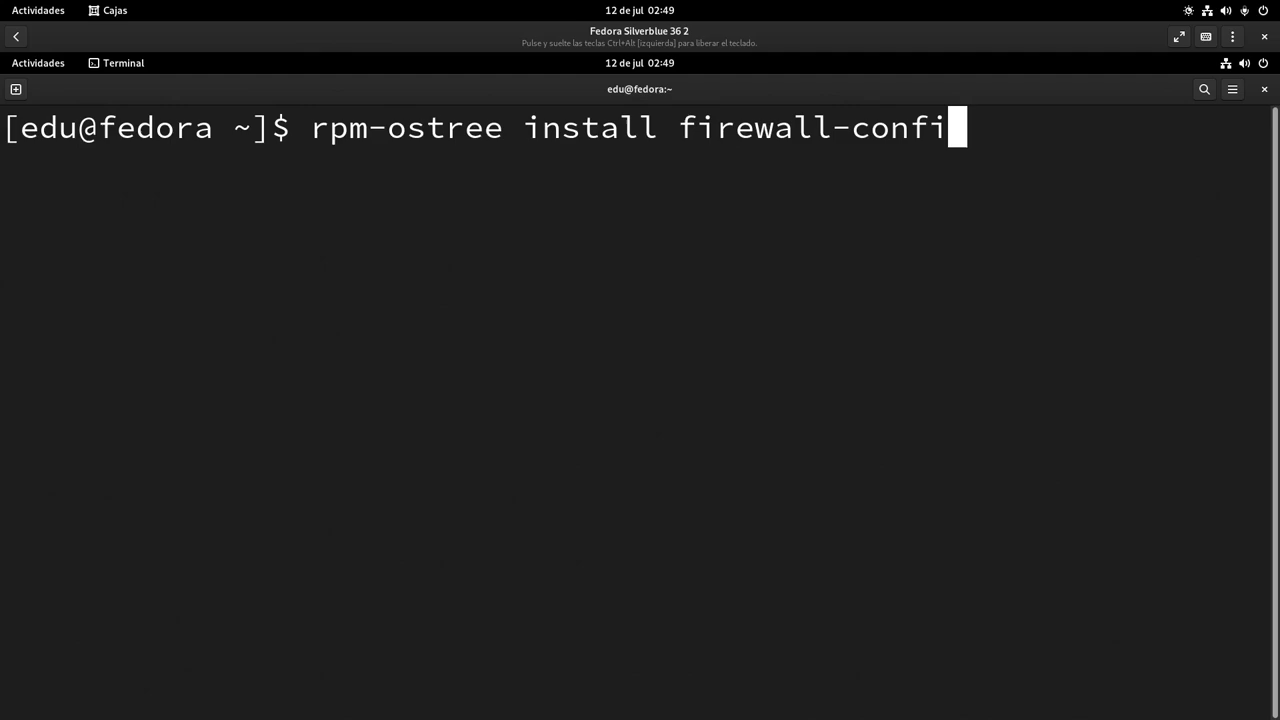 Actividades Cajas 12 de jul 02:49
Fedora Silverblue 36 2
Pulse y suelte las teclas Ctrl+Alt [izquierda] para liberar el teclado.
Actividades Terminal 12 de jul 02:49
edu@fedora:~
[edu@fedora ~]$ rpm-ostree install firewall-confi